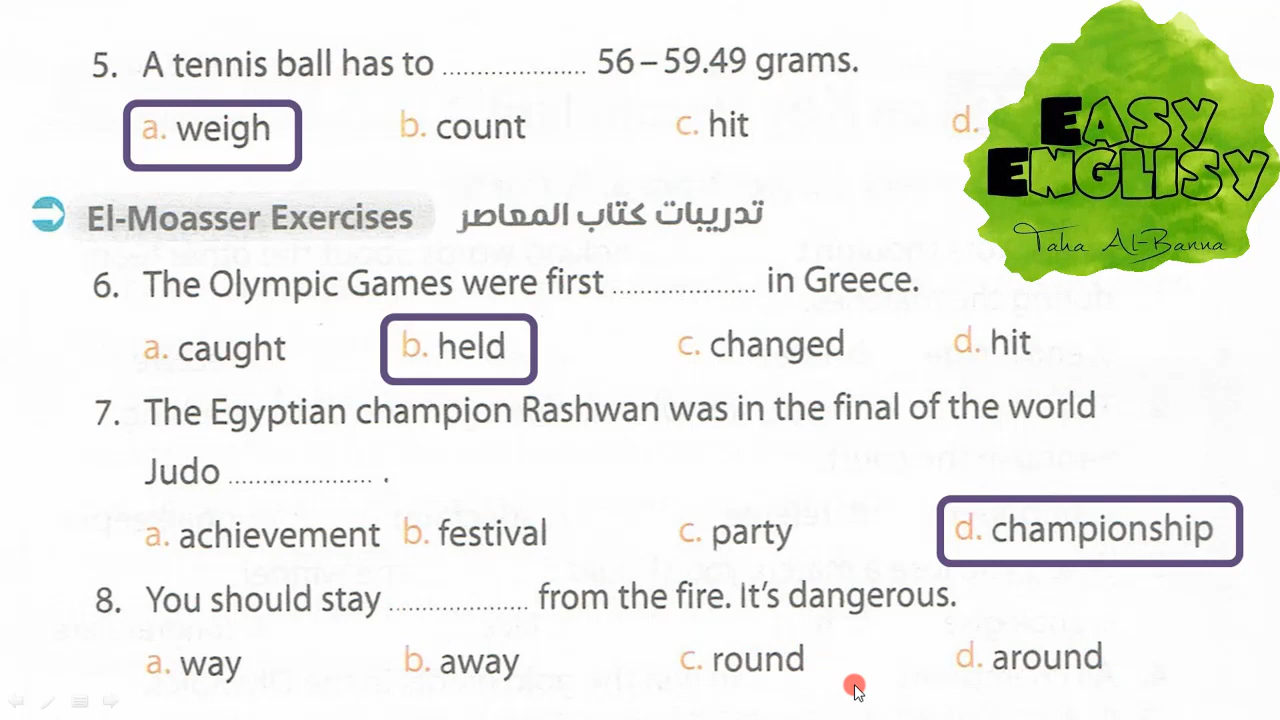 5. A tennis ball has to .................... 56 – 59.49 grams.
a. weigh b. count c. hit d.
EASY
ENGLISY
Taha Al-Banna
El-Moasser Exercises تدريبات كتاب المعاصر
6. The Olympic Games were first .................... in Greece.
a. caught b. held c. changed d. hit
7. The Egyptian champion Rashwan was in the final of the world
Judo .................... .
a. achievement b. festival c. party d. championship
8. You should stay .................... from the fire. It's dangerous.
a. way b. away c. round d. around